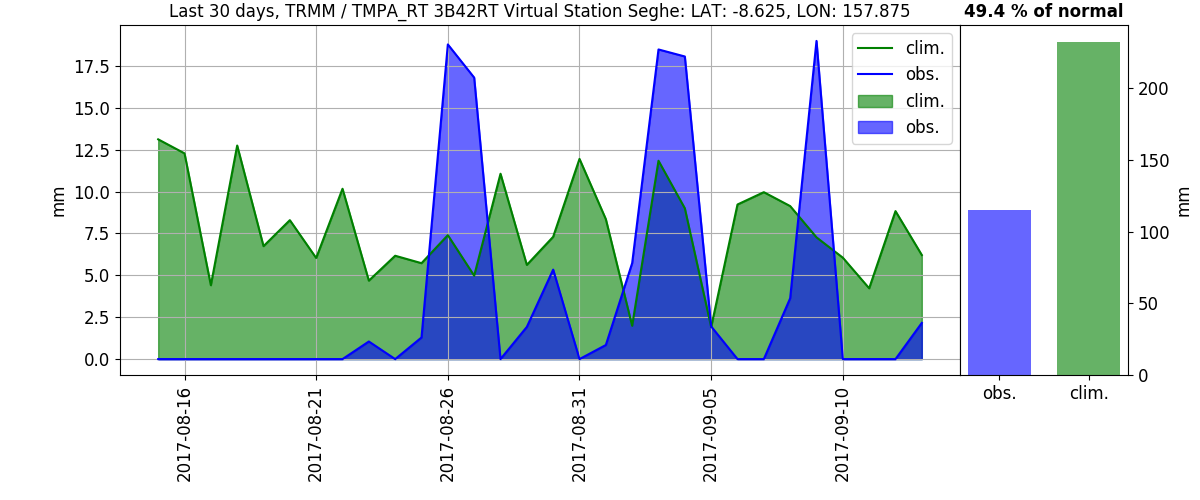 Last 30 days, TRMM / TMPA_RT 3B42RT Virtual Station Seghe: LAT: -8.625, LON: 157.875
49.4 % of normal
clim.
obs.
clim.
obs.
17.5
15.0
12.5
10.0
7.5
5.0
2.5
0.0
mm
2017-08-16
2017-08-21
2017-08-26
2017-08-31
2017-09-05
2017-09-10
200
150
100
50
0
mm
obs.
clim.